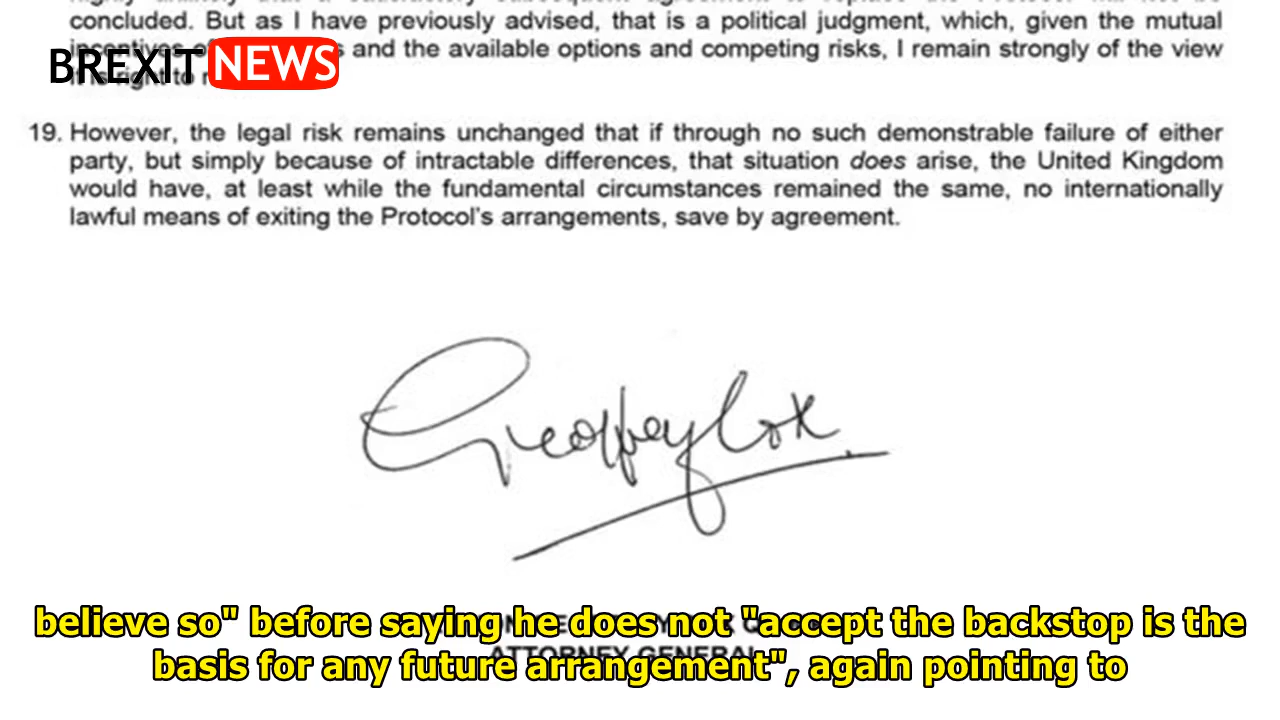 concluded. But as I have previously advised, that is a political judgment, which, given the mutual
and the available options and competing risks, I remain strongly of the view
BREXIT NEWS
19. However, the legal risk remains unchanged that if through no such demonstrable failure of either
party, but simply because of intractable differences, that situation does arise, the United Kingdom
would have, at least while the fundamental circumstances remained the same, no internationally
lawful means of exiting the Protocol's arrangements, save by agreement.
Geoffrey Cox
believe so" before saying he does not "accept the backstop is the
ATTORNEY GENERAL
basis for any future arrangement", again pointing to